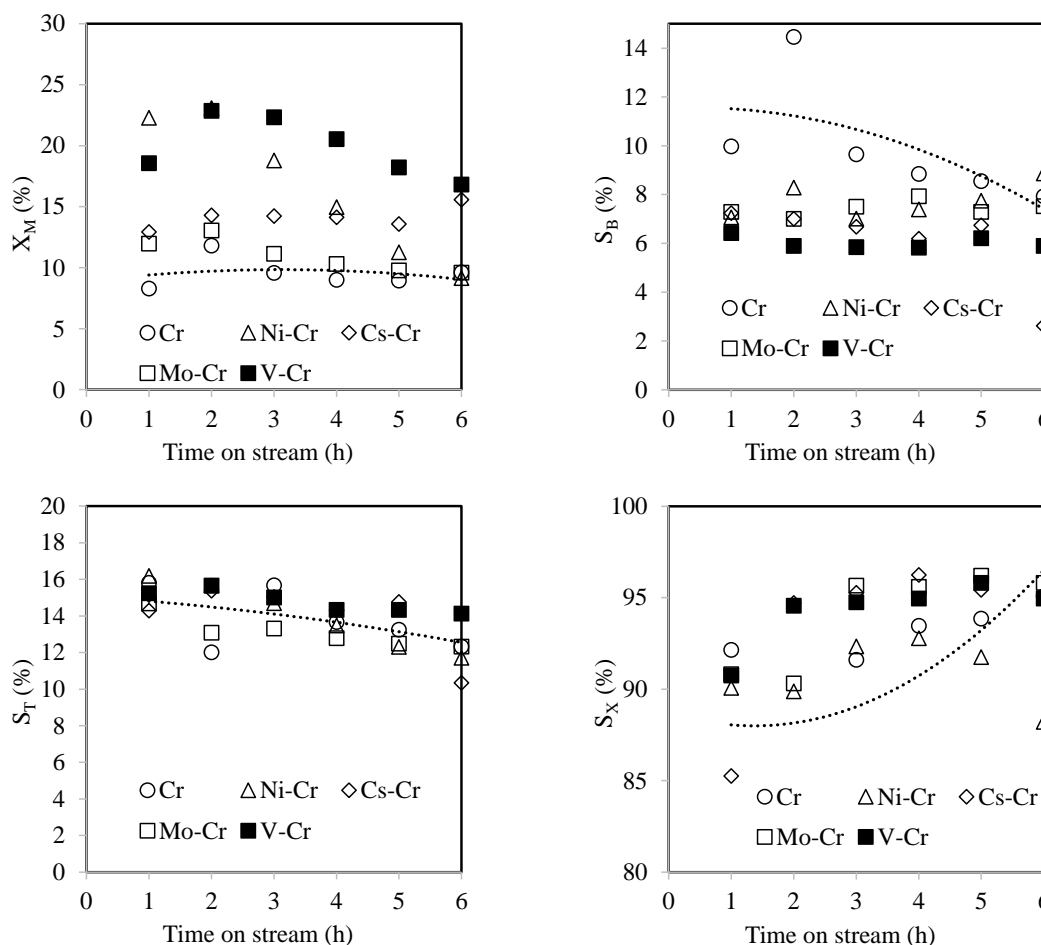 30
25
20
15
10
5
0
X_M (%)
Cr Ni-Cr Cs-Cr
Mo-Cr V-Cr
0 1 2 3 4 5 6
Time on stream (h)
14
12
10
8
6
4
2
0
S_B (%)
Cr Ni-Cr Cs-Cr
Mo-Cr V-Cr
0 1 2 3 4 5 6
Time on stream (h)
20
18
16
14
12
10
8
6
4
2
0
S_T (%)
Cr Ni-Cr Cs-Cr
Mo-Cr V-Cr
0 1 2 3 4 5 6
Time on stream (h)
100
95
90
85
80
S_X (%)
Cr Ni-Cr Cs-Cr
Mo-Cr V-Cr
0 1 2 3 4 5 6
Time on stream (h)